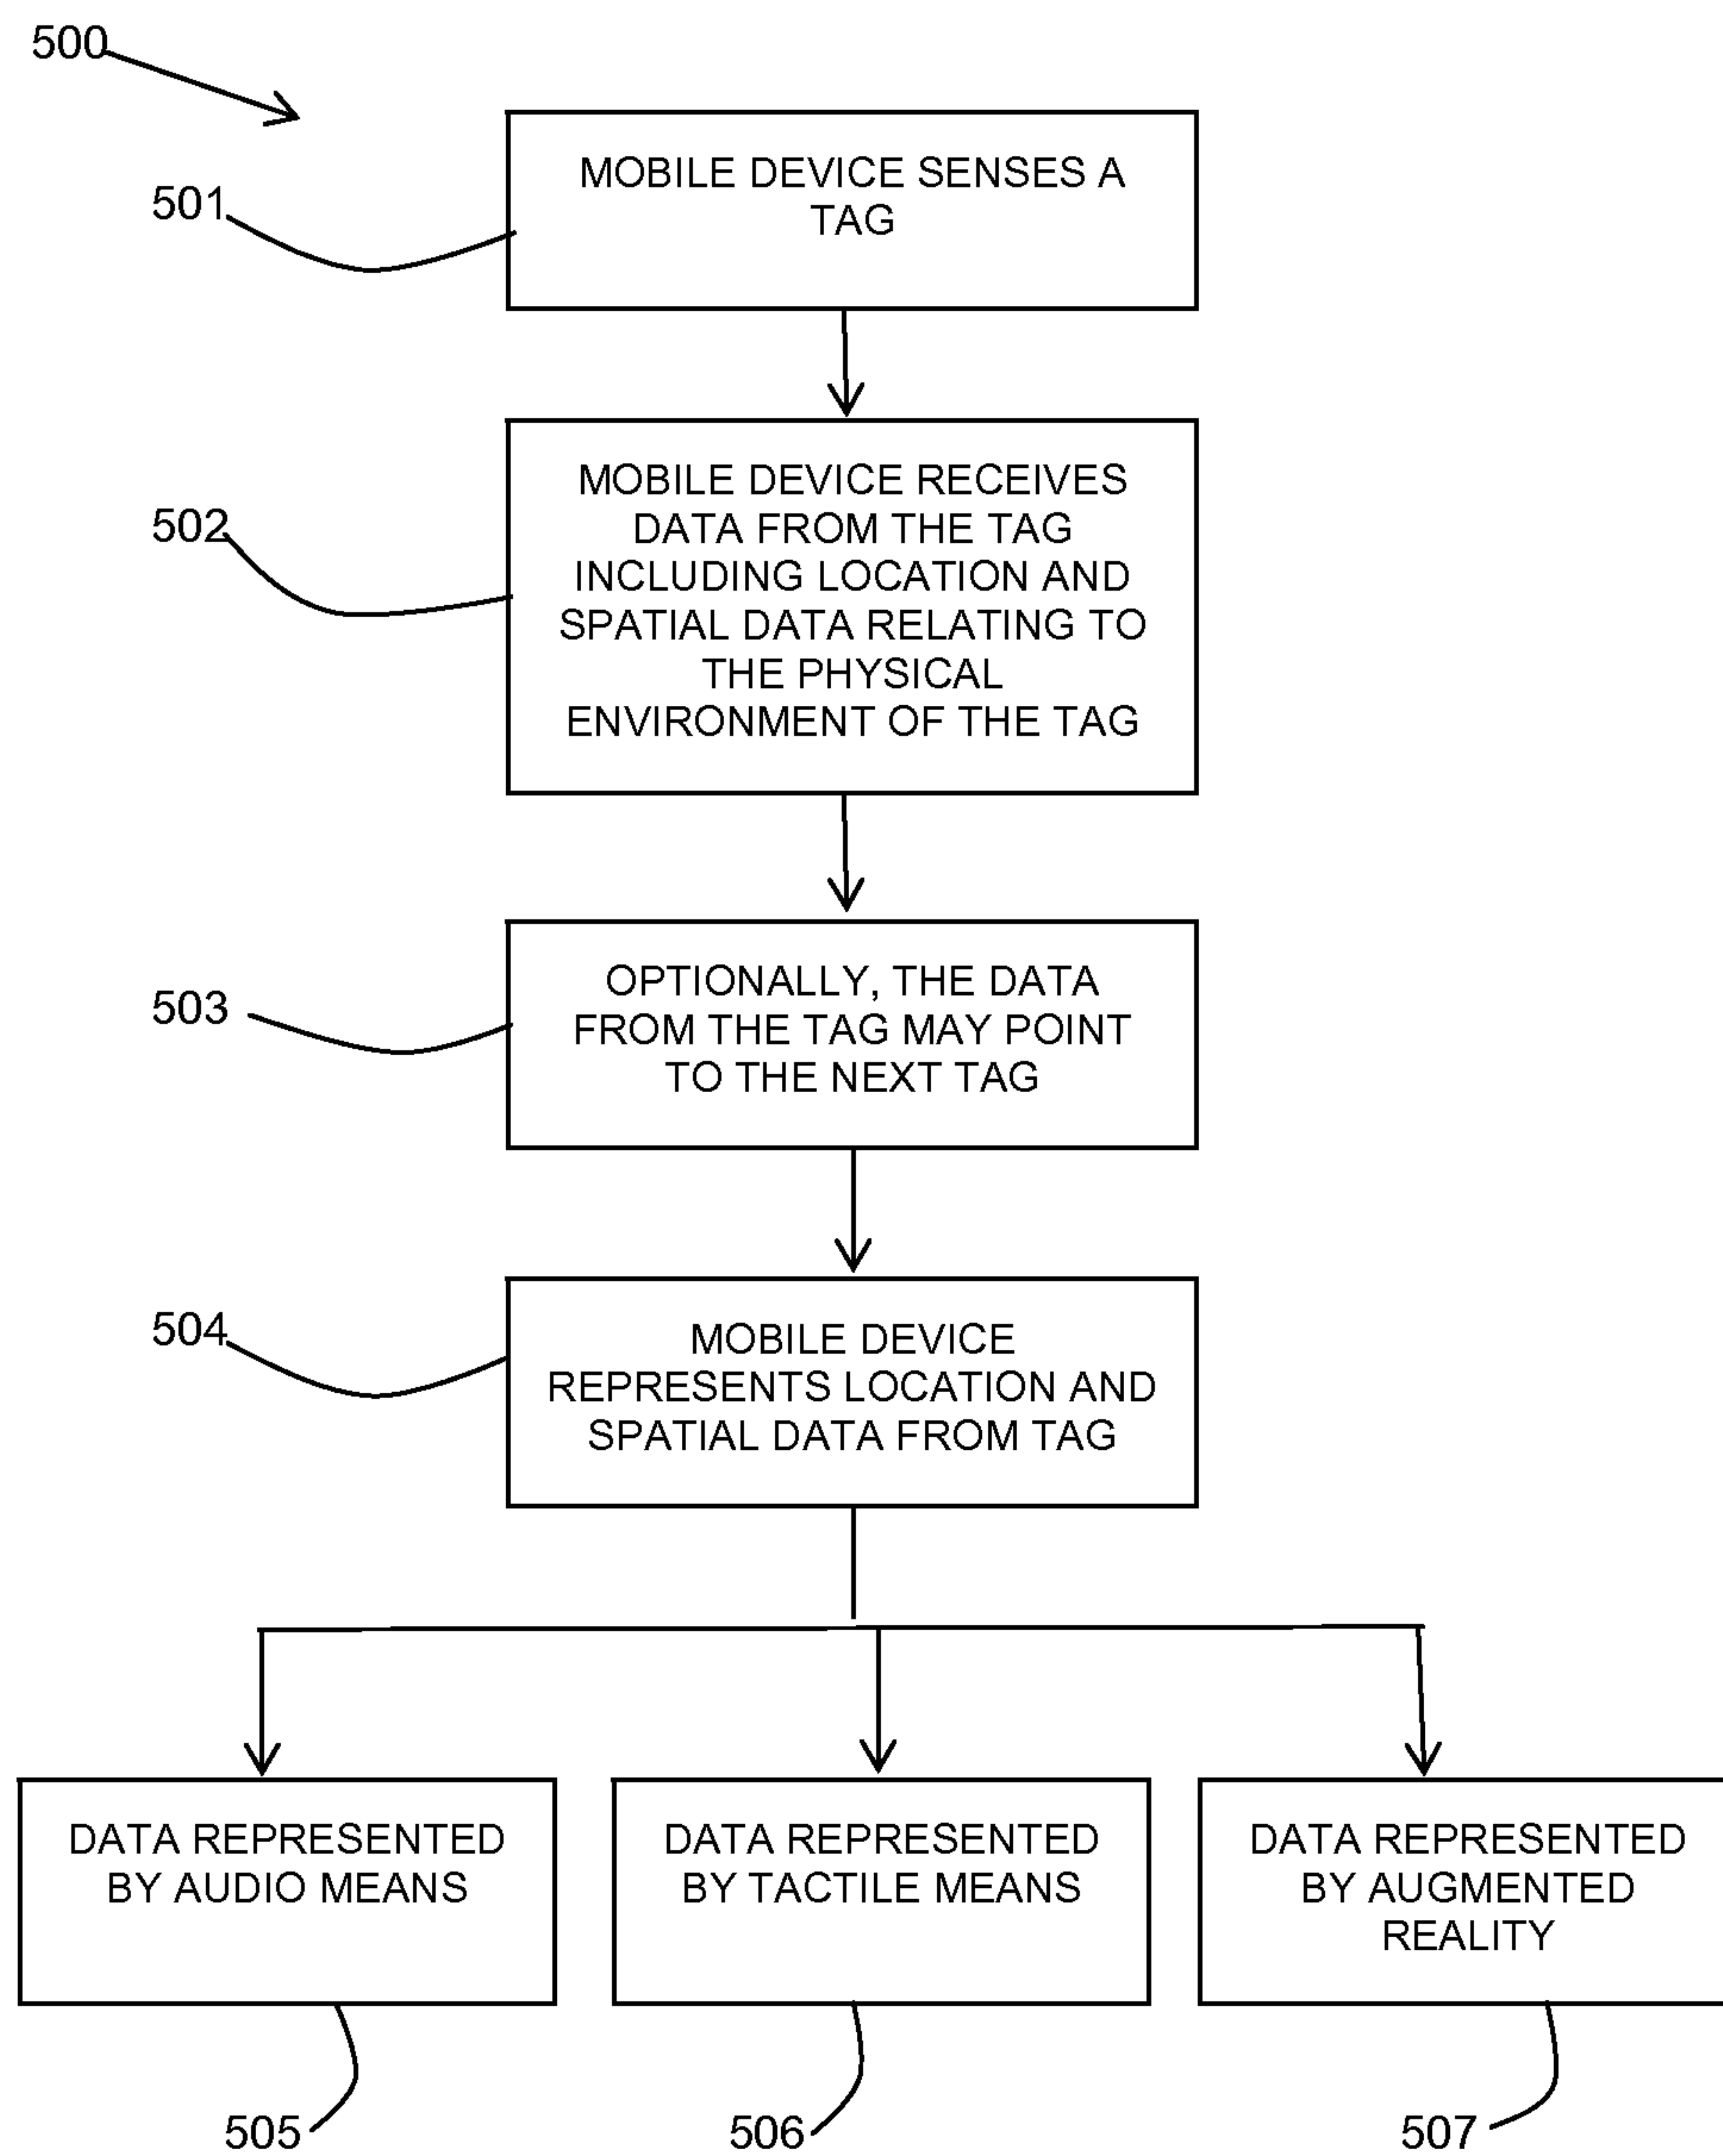 500
501
MOBILE DEVICE SENSES A
TAG
502
MOBILE DEVICE RECEIVES
DATA FROM THE TAG
INCLUDING LOCATION AND
SPATIAL DATA RELATING TO
THE PHYSICAL
ENVIRONMENT OF THE TAG
503
OPTIONALLY, THE DATA
FROM THE TAG MAY POINT
TO THE NEXT TAG
504
MOBILE DEVICE
REPRESENTS LOCATION AND
SPATIAL DATA FROM TAG
DATA REPRESENTED
BY AUDIO MEANS
DATA REPRESENTED
BY TACTILE MEANS
DATA REPRESENTED
BY AUGMENTED
REALITY
505
506
507